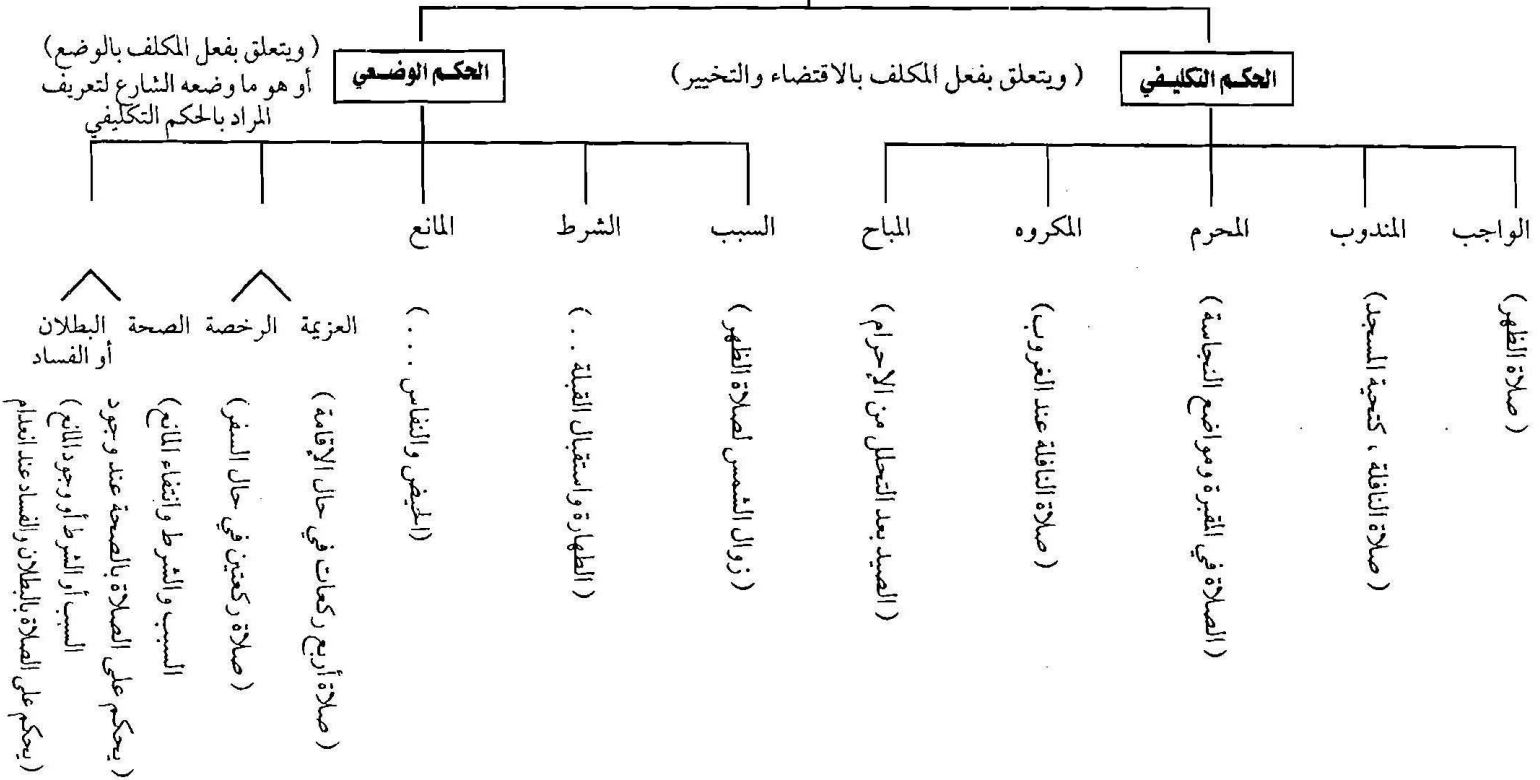 الحكم التكليفي
( ويتعلق بفعل المكلف بالاقتضاء والتخيير)
الحكم الوضعي
( ويتعلق بفعل المكلف بالوضع)
أو هو ما وضعه الشارع لتعريف
المراد بالحكم التكليفي
الواجب
المندوب
المحرم
المكروه
المباح
السبب
الشرط
المانع
العزيمة
الرخصة
الصحة
البطلان
أو الفساد
( صلاة الظهر)
( صلاة النافلة ، كتحية المسجد)
( الصلاة في المقبرة ومواضع النجاسة )
( صلاة النافلة عند الغروب)
( الصيد بعد التحلل من الإحرام)
( زوال الشمس لصلاة الظهر)
(الطهارة واستقبال القبلة . . )
(الحيض والنفاس . . . )
( صلاة أربع ركعات في حال الإقامة )
( صلاة ركعتين في حال السفر)
( يحكم على الصلاة بالصحة عند وجود
السبب والشرط وانتفاء المانع)
( يحكم على الصلاة بالبطلان والفساد عند انعدام
السبب أو الشرط أو وجود المانع )